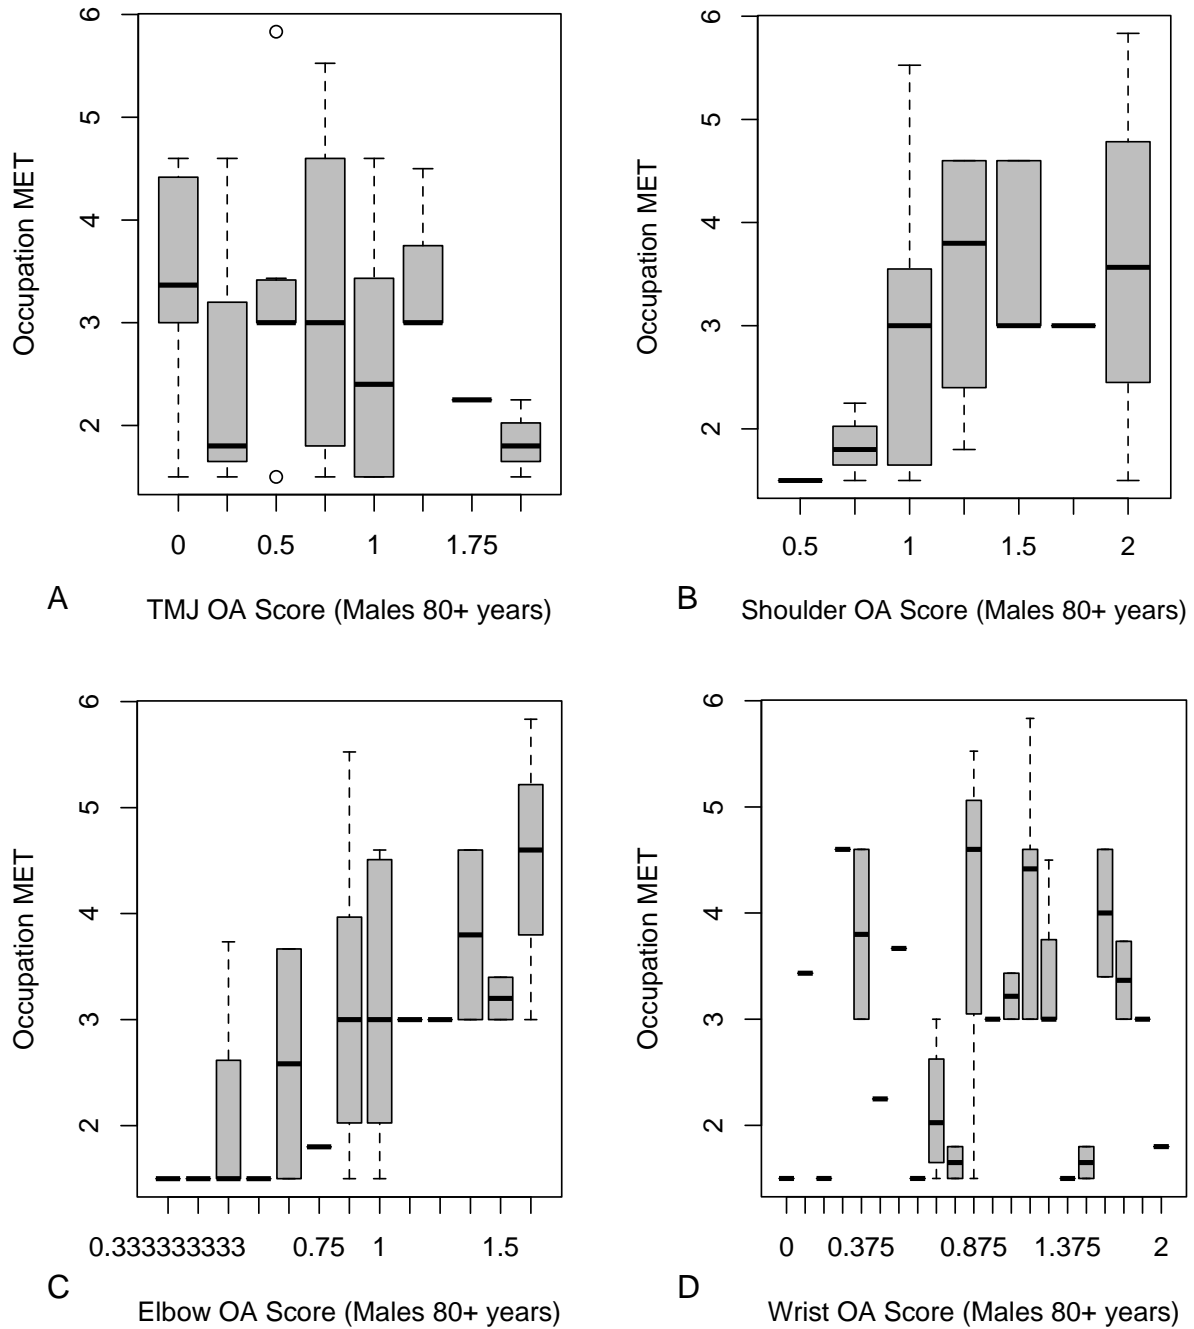 6
5
4
3
2
Occupation MET
0 0.5 1 1.75
A
TMJ OA Score (Males 80+ years)
6
5
4
3
2
Occupation MET
0.5 1 1.5 2
B
Shoulder OA Score (Males 80+ years)
6
5
4
3
2
Occupation MET
0.333333333 0.75 1 1.5
C
Elbow OA Score (Males 80+ years)
6
5
4
3
2
Occupation MET
0 0.375 0.875 1.375 2
D
Wrist OA Score (Males 80+ years)